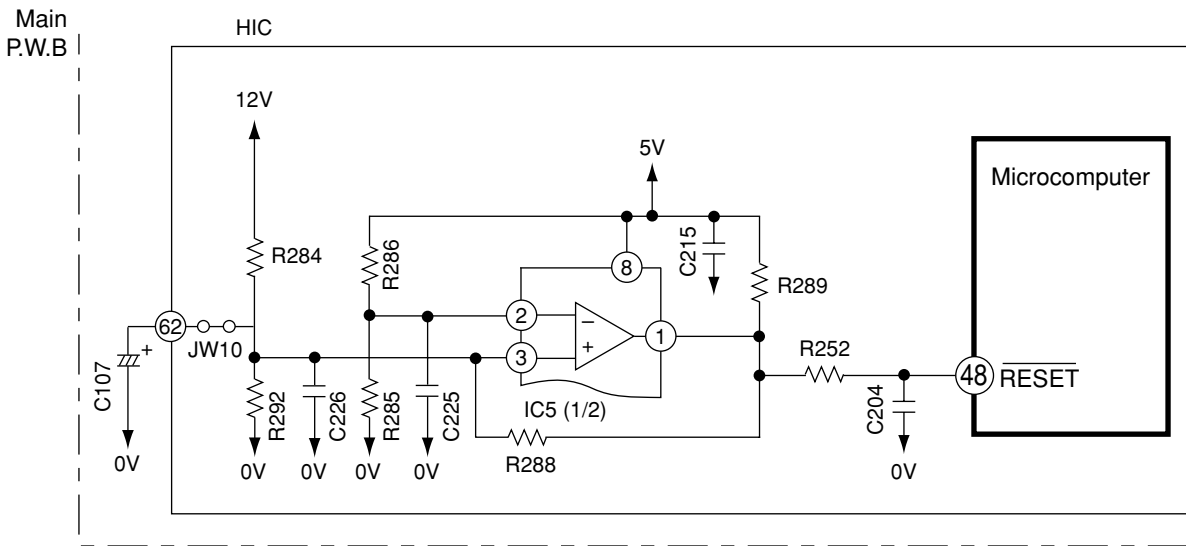 Main
P.W.B
HIC
12V
5V
Microcomputer
R284
R286
8
C215
R289
62
JW10
2
1
3
R252
48
RESET
C107
+
−
+
R292
C226
R285
C225
IC5 (1/2)
C204
R288
0V
0V
0V
0V
0V
0V